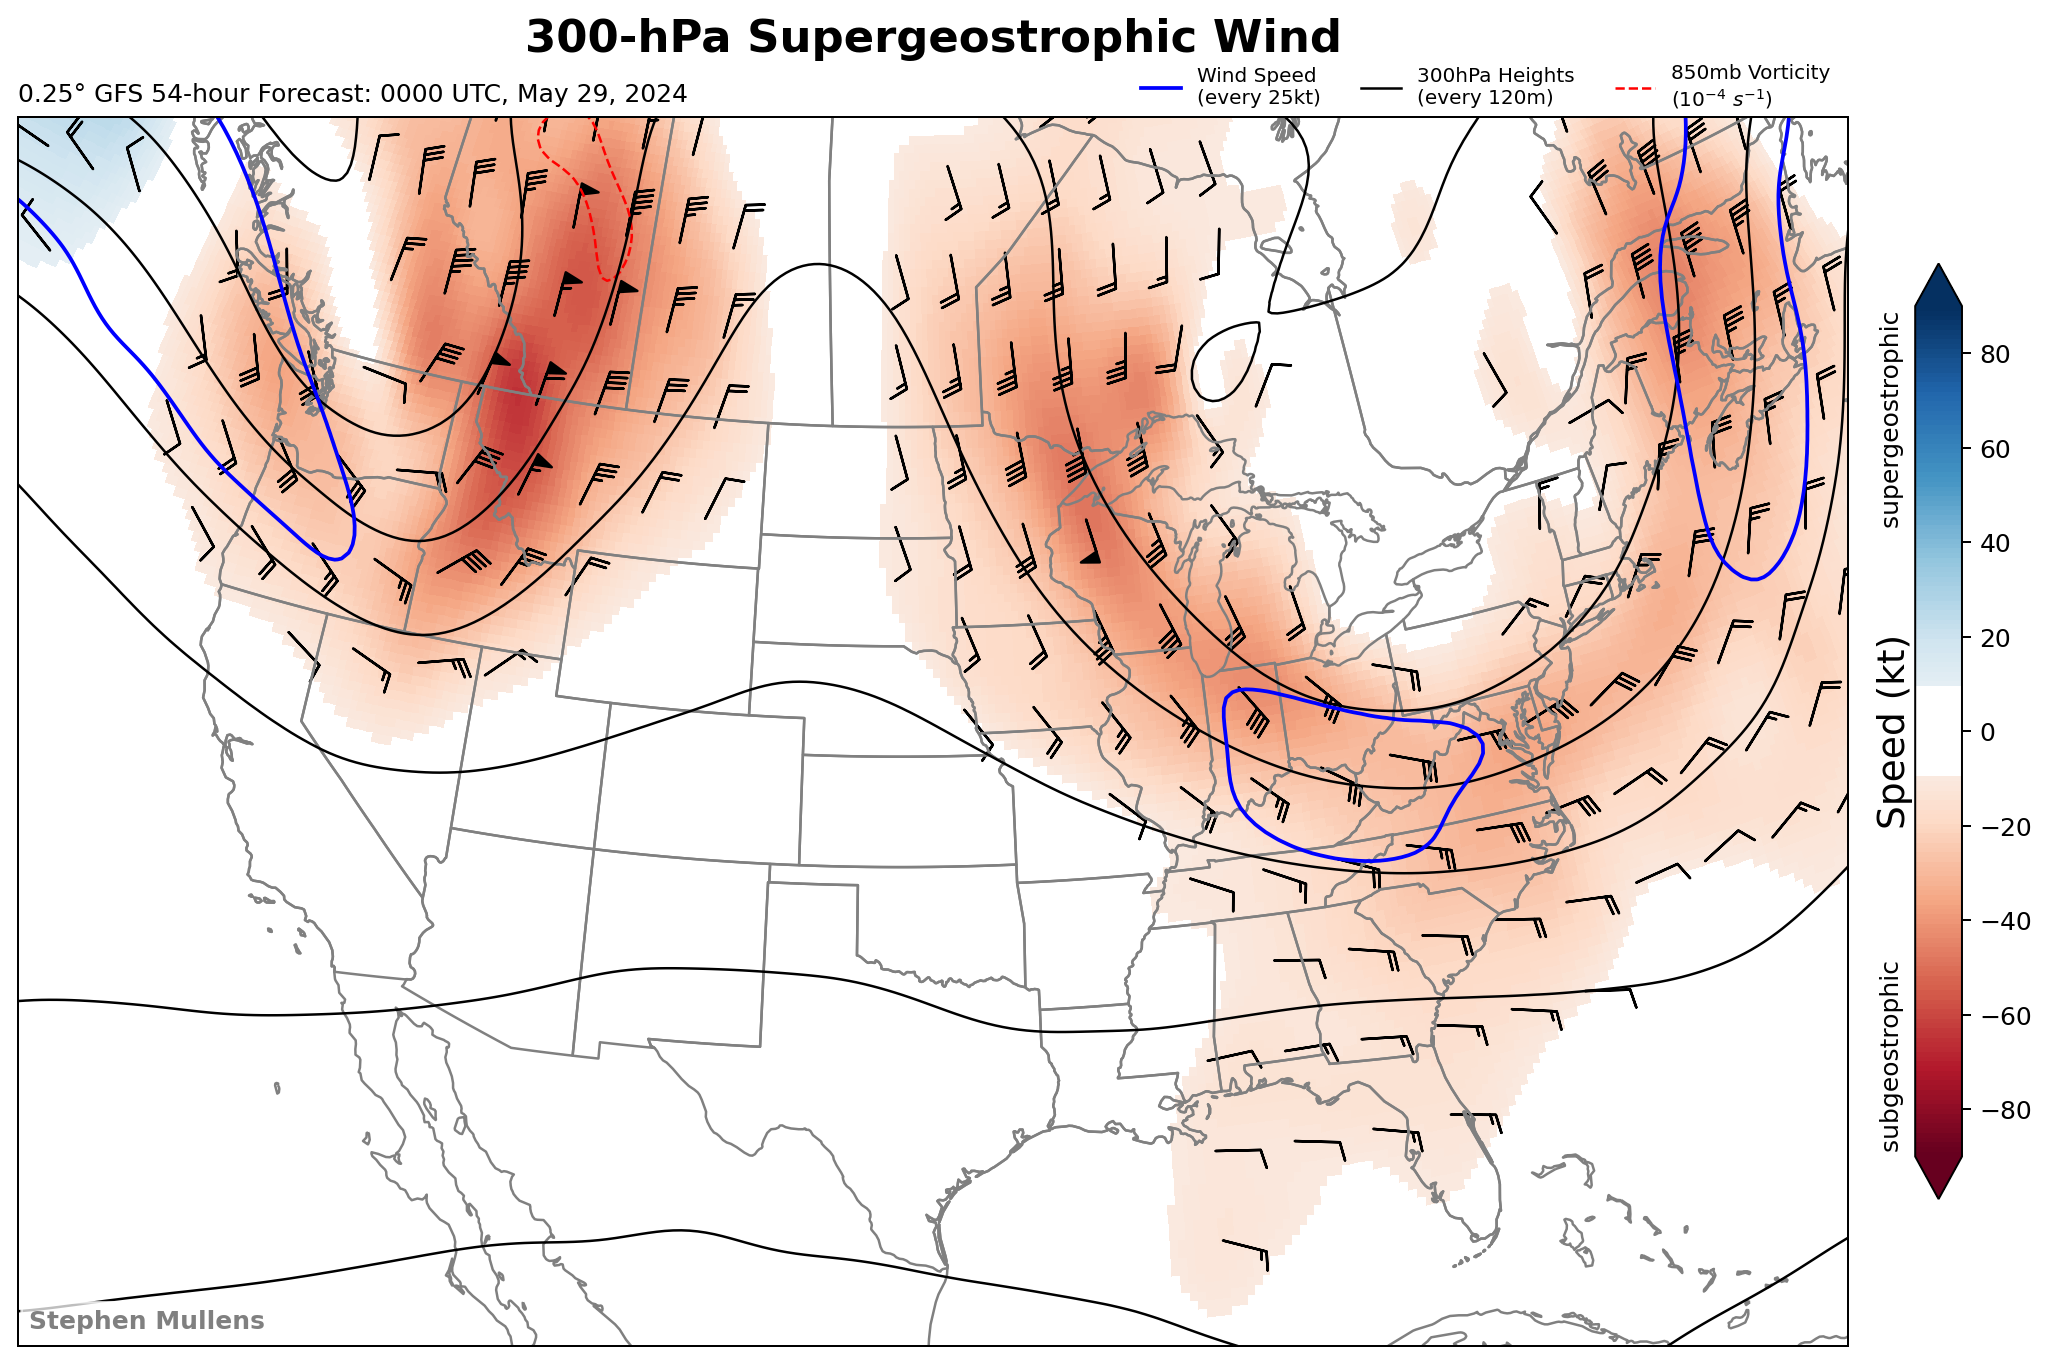 300-hPa Supergeostrophic Wind
0.25° GFS 54-hour Forecast: 0000 UTC, May 29, 2024
Wind Speed
(every 25kt)
300hPa Heights
(every 120m)
850mb Vorticity
(10⁻⁴ s⁻¹)
supergeostrophic
Speed (kt)
subgeostrophic
80
60
40
20
0
−20
−40
−60
−80
Stephen Mullens